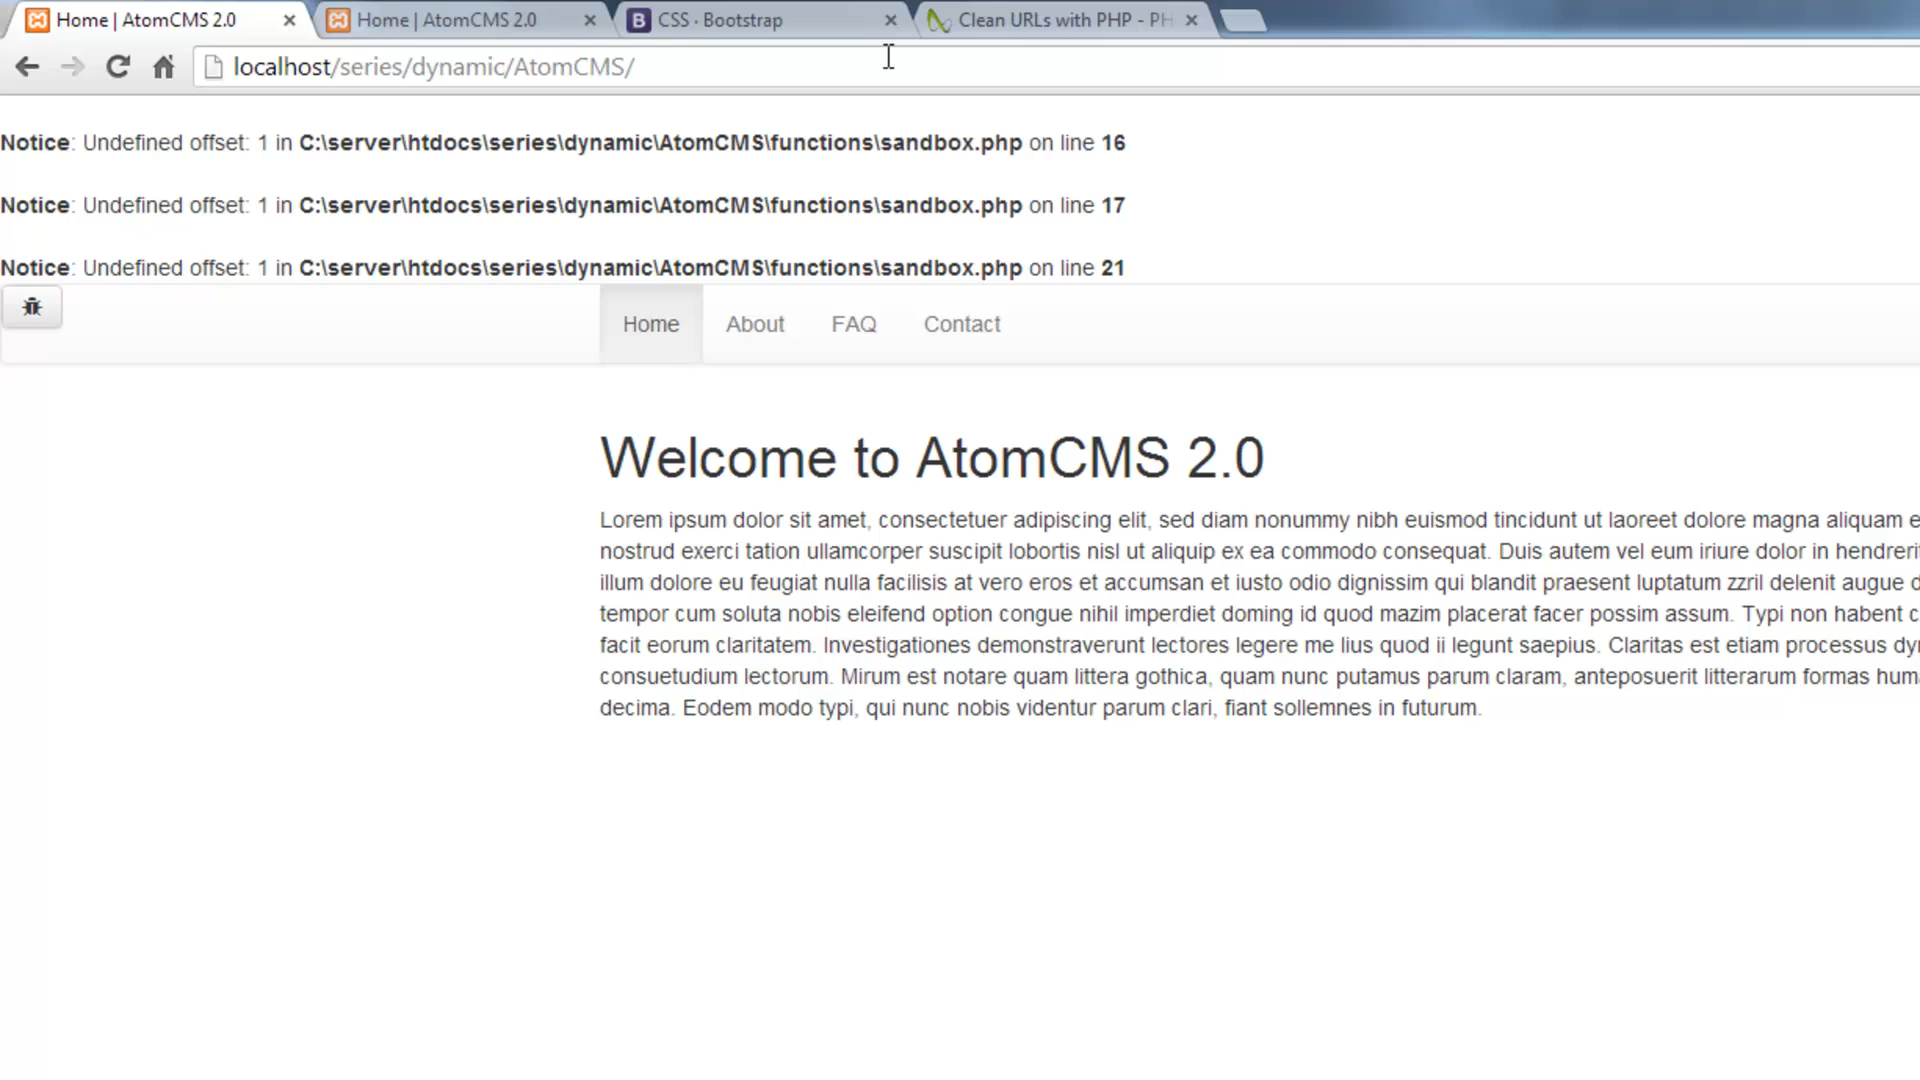 Home | AtomCMS 2.0
Home | AtomCMS 2.0
B CSS · Bootstrap
Clean URLs with PHP - PH
localhost/series/dynamic/AtomCMS/
Notice: Undefined offset: 1 in C:\server\htdocs\series\dynamic\AtomCMS\functions\sandbox.php on line 16
Notice: Undefined offset: 1 in C:\server\htdocs\series\dynamic\AtomCMS\functions\sandbox.php on line 17
Notice: Undefined offset: 1 in C:\server\htdocs\series\dynamic\AtomCMS\functions\sandbox.php on line 21
Home About FAQ Contact
Welcome to AtomCMS 2.0
Lorem ipsum dolor sit amet, consectetuer adipiscing elit, sed diam nonummy nibh euismod tincidunt ut laoreet dolore magna aliquam e
nostrud exerci tation ullamcorper suscipit lobortis nisl ut aliquip ex ea commodo consequat. Duis autem vel eum iriure dolor in hendrerit
illum dolore eu feugiat nulla facilisis at vero eros et accumsan et iusto odio dignissim qui blandit praesent luptatum zzril delenit augue d
tempor cum soluta nobis eleifend option congue nihil imperdiet doming id quod mazim placerat facer possim assum. Typi non habent c
facit eorum claritatem. Investigationes demonstraverunt lectores legere me lius quod ii legunt saepius. Claritas est etiam processus dy
consuetudium lectorum. Mirum est notare quam littera gothica, quam nunc putamus parum claram, anteposuerit litterarum formas huma
decima. Eodem modo typi, qui nunc nobis videntur parum clari, fiant sollemnes in futurum.